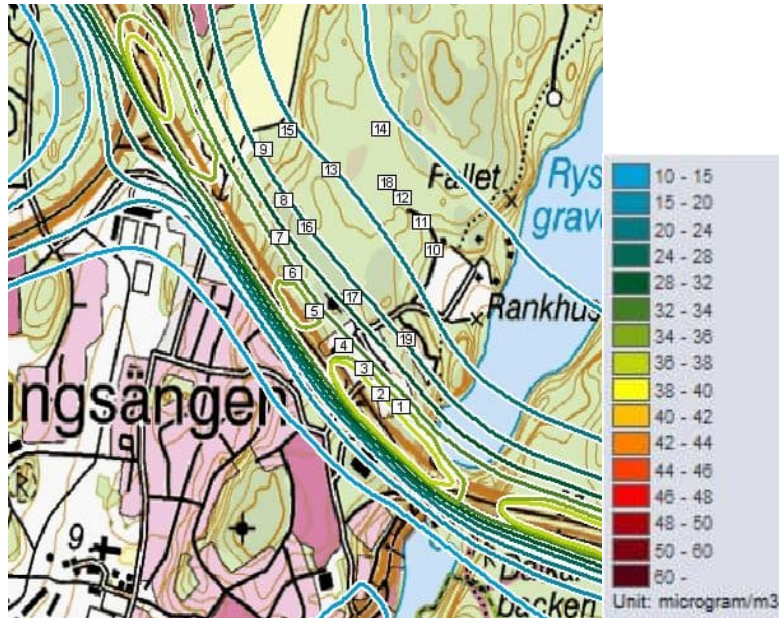 15
14
9
13
Fallet
Rys
18
12
8
grav
11
16
7
10
6
17
5
Rankhus
19
4
3
2
1
ngsängen
9
Dalkar
backen
10 - 15
15 - 20
20 - 24
24 - 28
28 - 32
32 - 34
34 - 36
36 - 38
38 - 40
40 - 42
42 - 44
44 - 46
46 - 48
48 - 50
50 - 60
60 -
Unit: microgram/m3